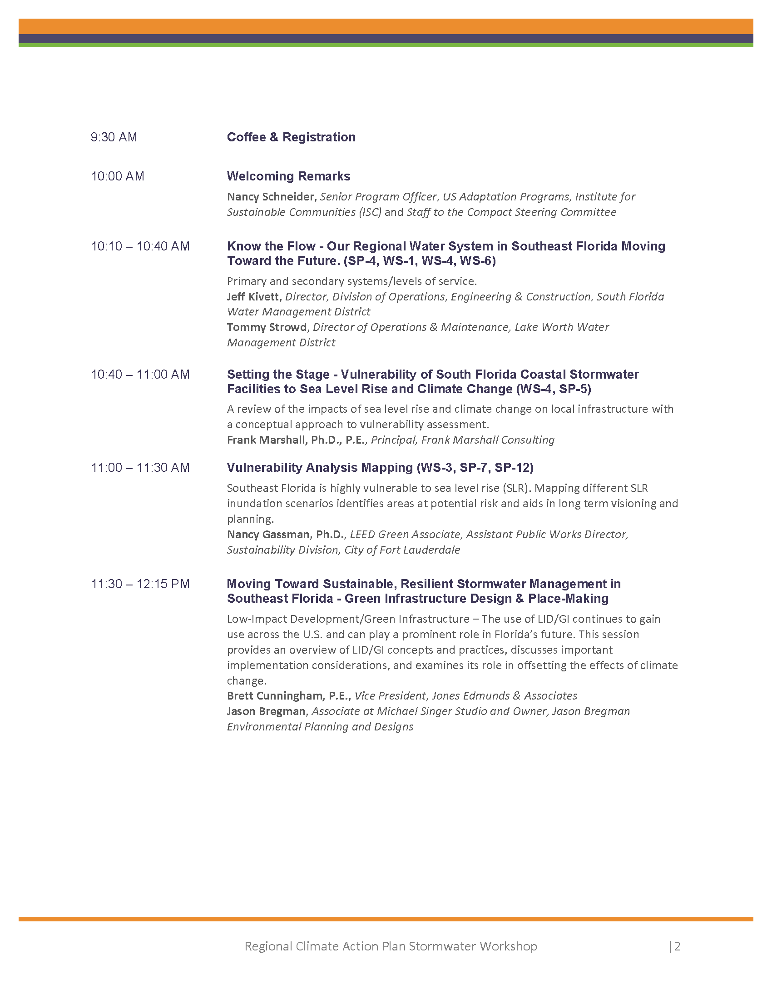 9:30 AM Coffee & Registration
10:00 AM Welcoming Remarks
Nancy Schneider, Senior Program Officer, US Adaptation Programs, Institute for
Sustainable Communities (ISC) and Staff to the Compact Steering Committee
10:10 – 10:40 AM Know the Flow - Our Regional Water System in Southeast Florida Moving
Toward the Future. (SP-4, WS-1, WS-4, WS-6)
Primary and secondary systems/levels of service.
Jeff Kivett, Director, Division of Operations, Engineering & Construction, South Florida
Water Management District
Tommy Strowd, Director of Operations & Maintenance, Lake Worth Water
Management District
10:40 – 11:00 AM Setting the Stage - Vulnerability of South Florida Coastal Stormwater
Facilities to Sea Level Rise and Climate Change (WS-4, SP-5)
A review of the impacts of sea level rise and climate change on local infrastructure with
a conceptual approach to vulnerability assessment.
Frank Marshall, Ph.D., P.E., Principal, Frank Marshall Consulting
11:00 – 11:30 AM Vulnerability Analysis Mapping (WS-3, SP-7, SP-12)
Southeast Florida is highly vulnerable to sea level rise (SLR). Mapping different SLR
inundation scenarios identifies areas at potential risk and aids in long term visioning and
planning.
Nancy Gassman, Ph.D., LEED Green Associate, Assistant Public Works Director,
Sustainability Division, City of Fort Lauderdale
11:30 – 12:15 PM Moving Toward Sustainable, Resilient Stormwater Management in
Southeast Florida - Green Infrastructure Design & Place-Making
Low-Impact Development/Green Infrastructure – The use of LID/GI continues to gain
use across the U.S. and can play a prominent role in Florida’s future. This session
provides an overview of LID/GI concepts and practices, discusses important
implementation considerations, and examines its role in offsetting the effects of climate
change.
Brett Cunningham, P.E., Vice President, Jones Edmunds & Associates
Jason Bregman, Associate at Michael Singer Studio and Owner, Jason Bregman
Environmental Planning and Designs
Regional Climate Action Plan Stormwater Workshop |2